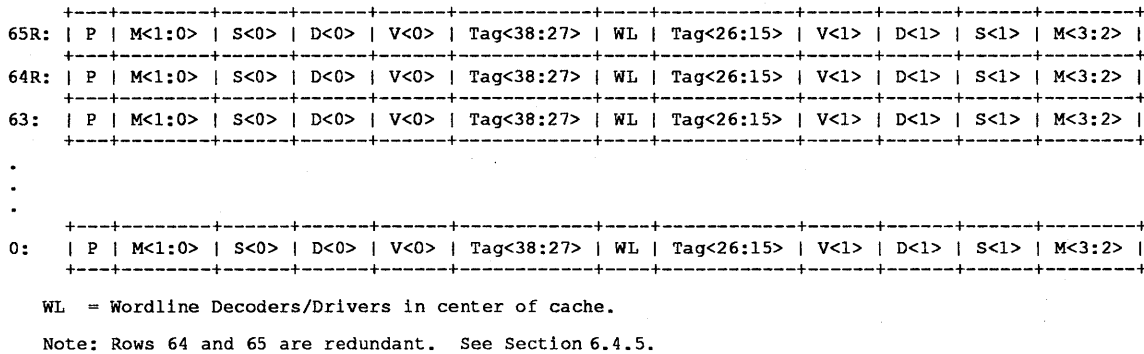 +---+--------+------+------+------+------------+----+------------+------+------+------+--------+
65R: | P | M<1:0> | S<0> | D<0> | V<0> | Tag<38:27> | WL | Tag<26:15> | V<1> | D<1> | S<1> | M<3:2> |
     +---+--------+------+------+------+------------+----+------------+------+------+------+--------+
64R: | P | M<1:0> | S<0> | D<0> | V<0> | Tag<38:27> | WL | Tag<26:15> | V<1> | D<1> | S<1> | M<3:2> |
     +---+--------+------+------+------+------------+----+------------+------+------+------+--------+
63:  | P | M<1:0> | S<0> | D<0> | V<0> | Tag<38:27> | WL | Tag<26:15> | V<1> | D<1> | S<1> | M<3:2> |
     +---+--------+------+------+------+------------+----+------------+------+------+------+--------+
.
.
.
     +---+--------+------+------+------+------------+----+------------+------+------+------+--------+
0:   | P | M<1:0> | S<0> | D<0> | V<0> | Tag<38:27> | WL | Tag<26:15> | V<1> | D<1> | S<1> | M<3:2> |
     +---+--------+------+------+------+------------+----+------------+------+------+------+--------+
WL = Wordline Decoders/Drivers in center of cache.
Note: Rows 64 and 65 are redundant. See Section 6.4.5.